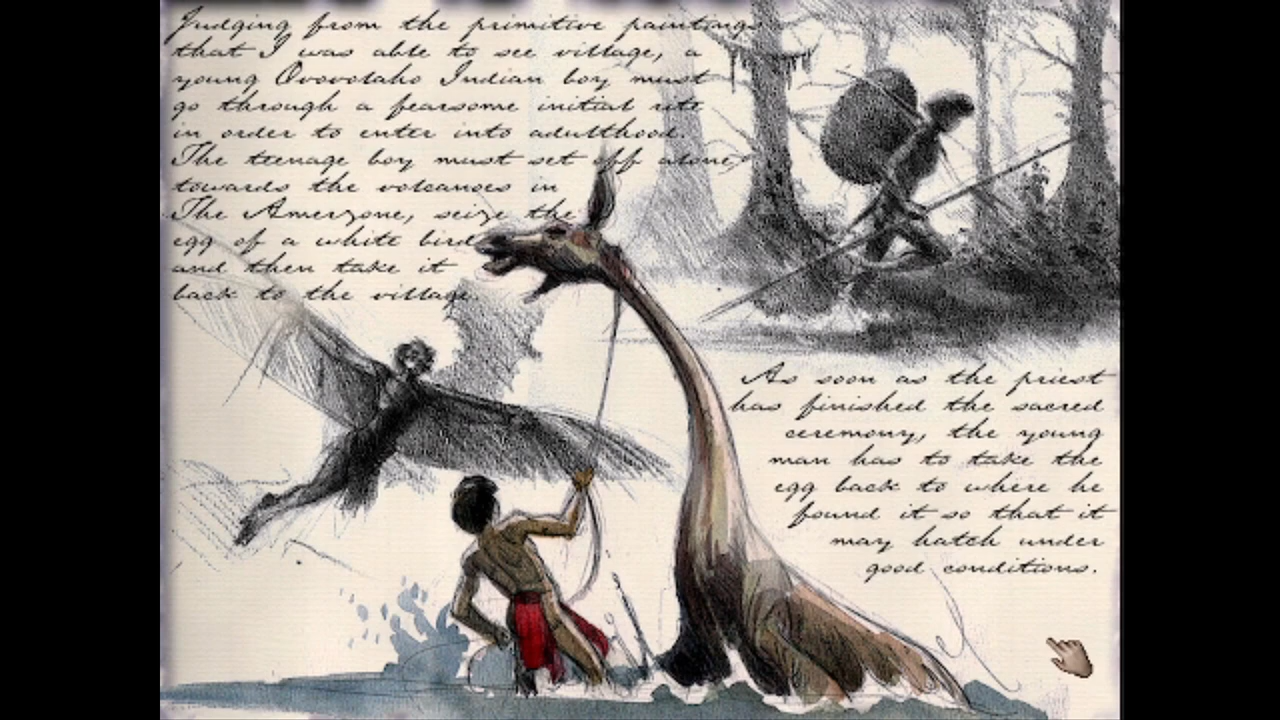 Judging from the primitive paintings
that I was able to see village, a
young Ovovolaho Indian boy must
go through a fearsome initial rite
in order to enter into adulthood.
The teenage boy must set off alone,
towards the volcanoes in
The Amerzone, seize the
egg of a white bird
and then take it
back to the village.
As soon as the priest
has finished the sacred
ceremony, the young
man has to take the
egg back to where he
found it so that it
may hatch under
good conditions.